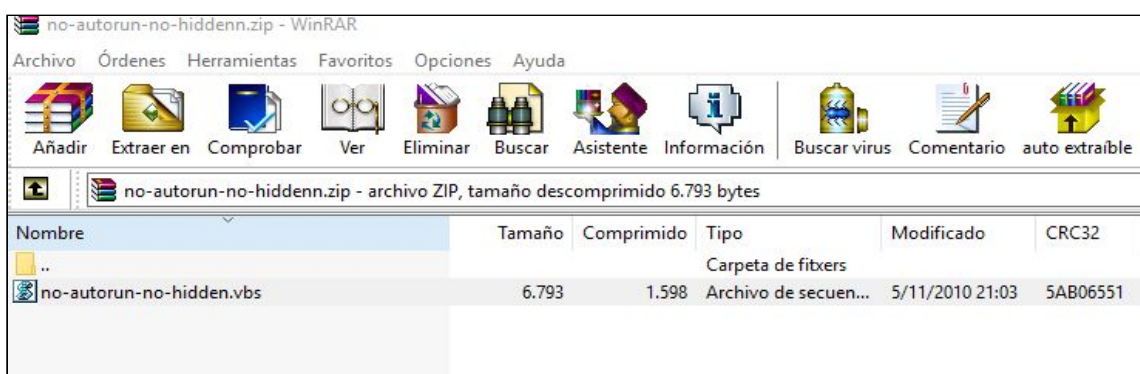 no-autorun-no-hiddenn.zip - WinRAR
Archivo Órdenes Herramientas Favoritos Opciones Ayuda
Añadir Extraer en Comprobar Ver Eliminar Buscar Asistente Información Buscar virus Comentario auto extraíble
no-autorun-no-hiddenn.zip - archivo ZIP, tamaño descomprimido 6.793 bytes
Nombre Tamaño Comprimido Tipo Modificado CRC32
.. Carpeta de fitxers
no-autorun-no-hidden.vbs 6.793 1.598 Archivo de secuen... 5/11/2010 21:03 5AB06551